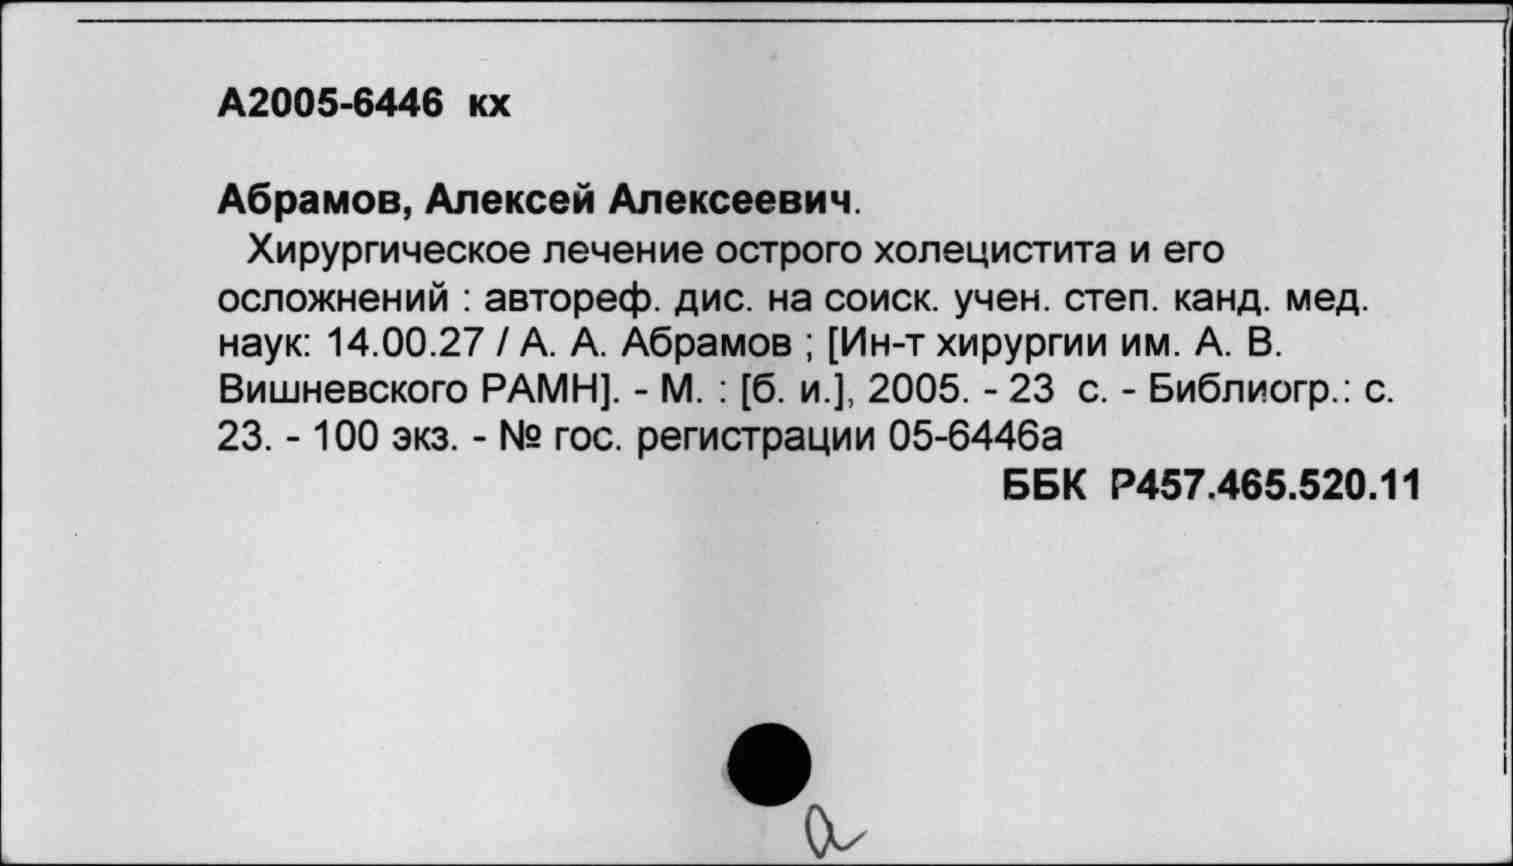 А2005-6446 кх
Абрамов, Алексей Алексеевич.
Хирургическое лечение острого холецистита и его
осложнений : автореф. дис. на соиск. учен. степ. канд. мед.
наук: 14.00.27 / А. А. Абрамов ; [Ин-т хирургии им. А. В.
Вишневского РАМН]. - М. : [б. и.], 2005. - 23 с. - Библиогр.: с.
23. - 100 экз. - № гос. регистрации 05-6446а
ББК Р457.465.520.11
а